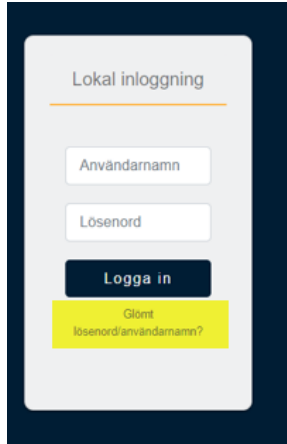 Lokal inloggning
Användarnamn
Lösenord
Logga in
Glömt
lösenord/användarnamn?